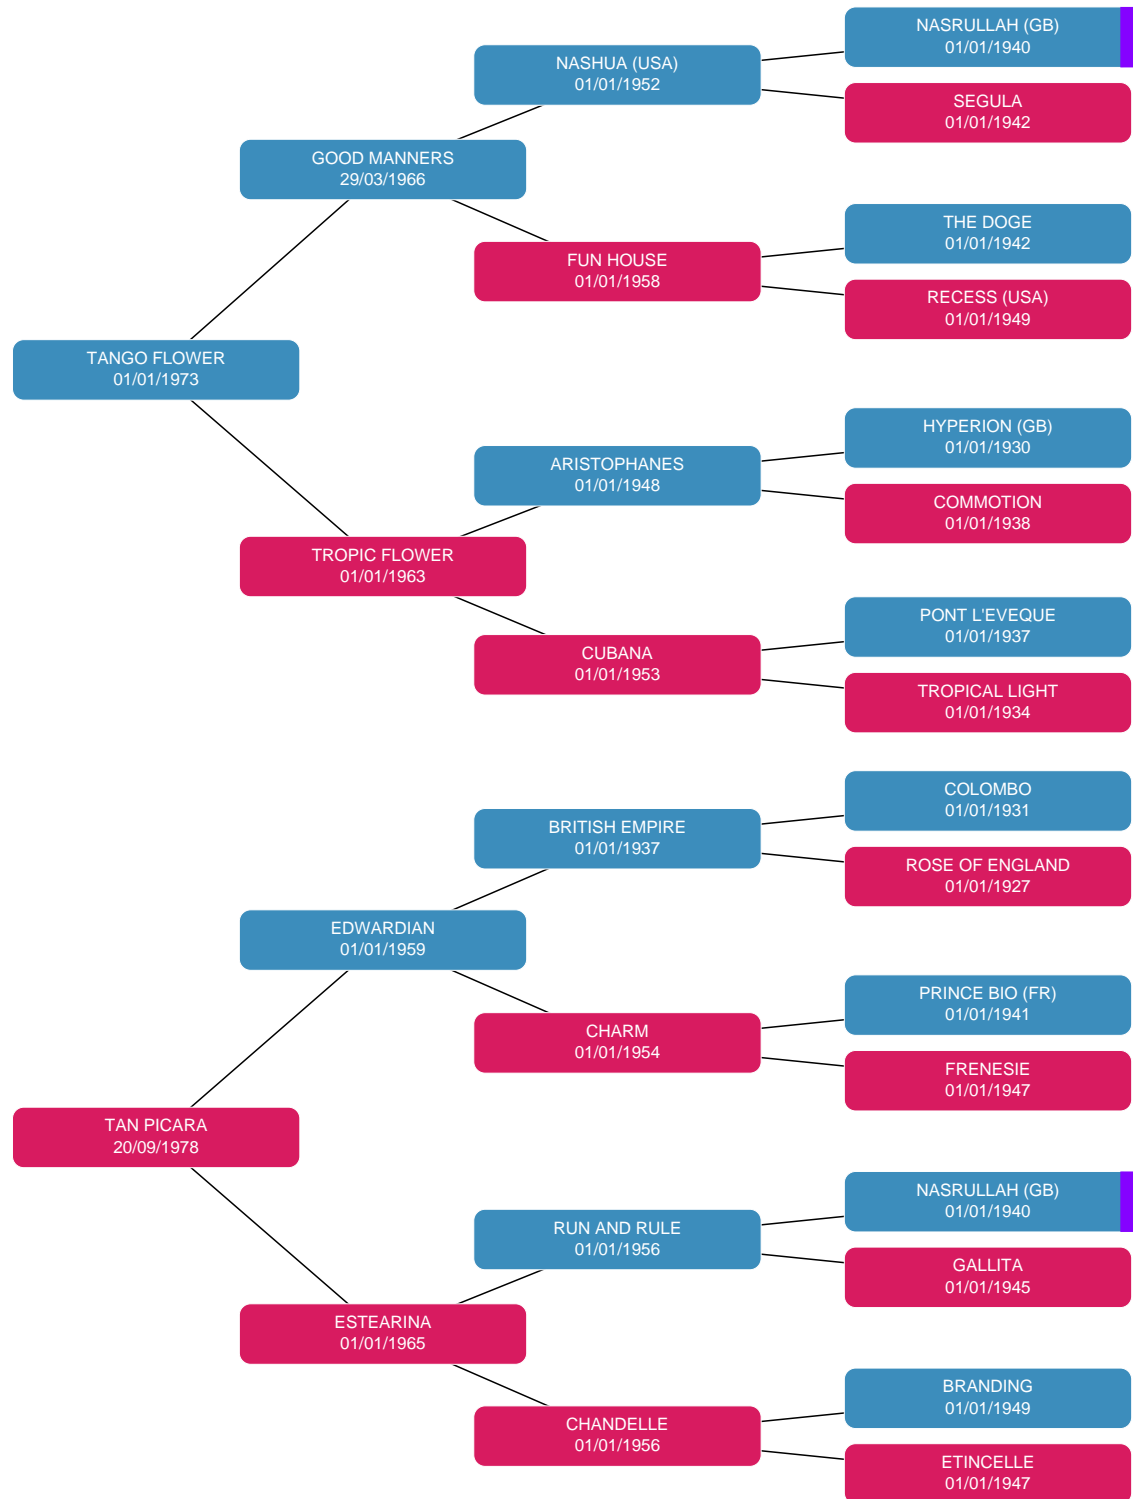 NASRULLAH (GB)
01/01/1940
NASHUA (USA)
01/01/1952
SEGULA
01/01/1942
GOOD MANNERS
29/03/1966
THE DOGE
01/01/1942
FUN HOUSE
01/01/1958
RECESS (USA)
01/01/1949
TANGO FLOWER
01/01/1973
HYPERION (GB)
01/01/1930
ARISTOPHANES
01/01/1948
COMMOTION
01/01/1938
TROPIC FLOWER
01/01/1963
PONT L'EVEQUE
01/01/1937
CUBANA
01/01/1953
TROPICAL LIGHT
01/01/1934
COLOMBO
01/01/1931
BRITISH EMPIRE
01/01/1937
ROSE OF ENGLAND
01/01/1927
EDWARDIAN
01/01/1959
PRINCE BIO (FR)
01/01/1941
CHARM
01/01/1954
FRENESIE
01/01/1947
TAN PICARA
20/09/1978
NASRULLAH (GB)
01/01/1940
RUN AND RULE
01/01/1956
GALLITA
01/01/1945
ESTEARINA
01/01/1965
BRANDING
01/01/1949
CHANDELLE
01/01/1956
ETINCELLE
01/01/1947